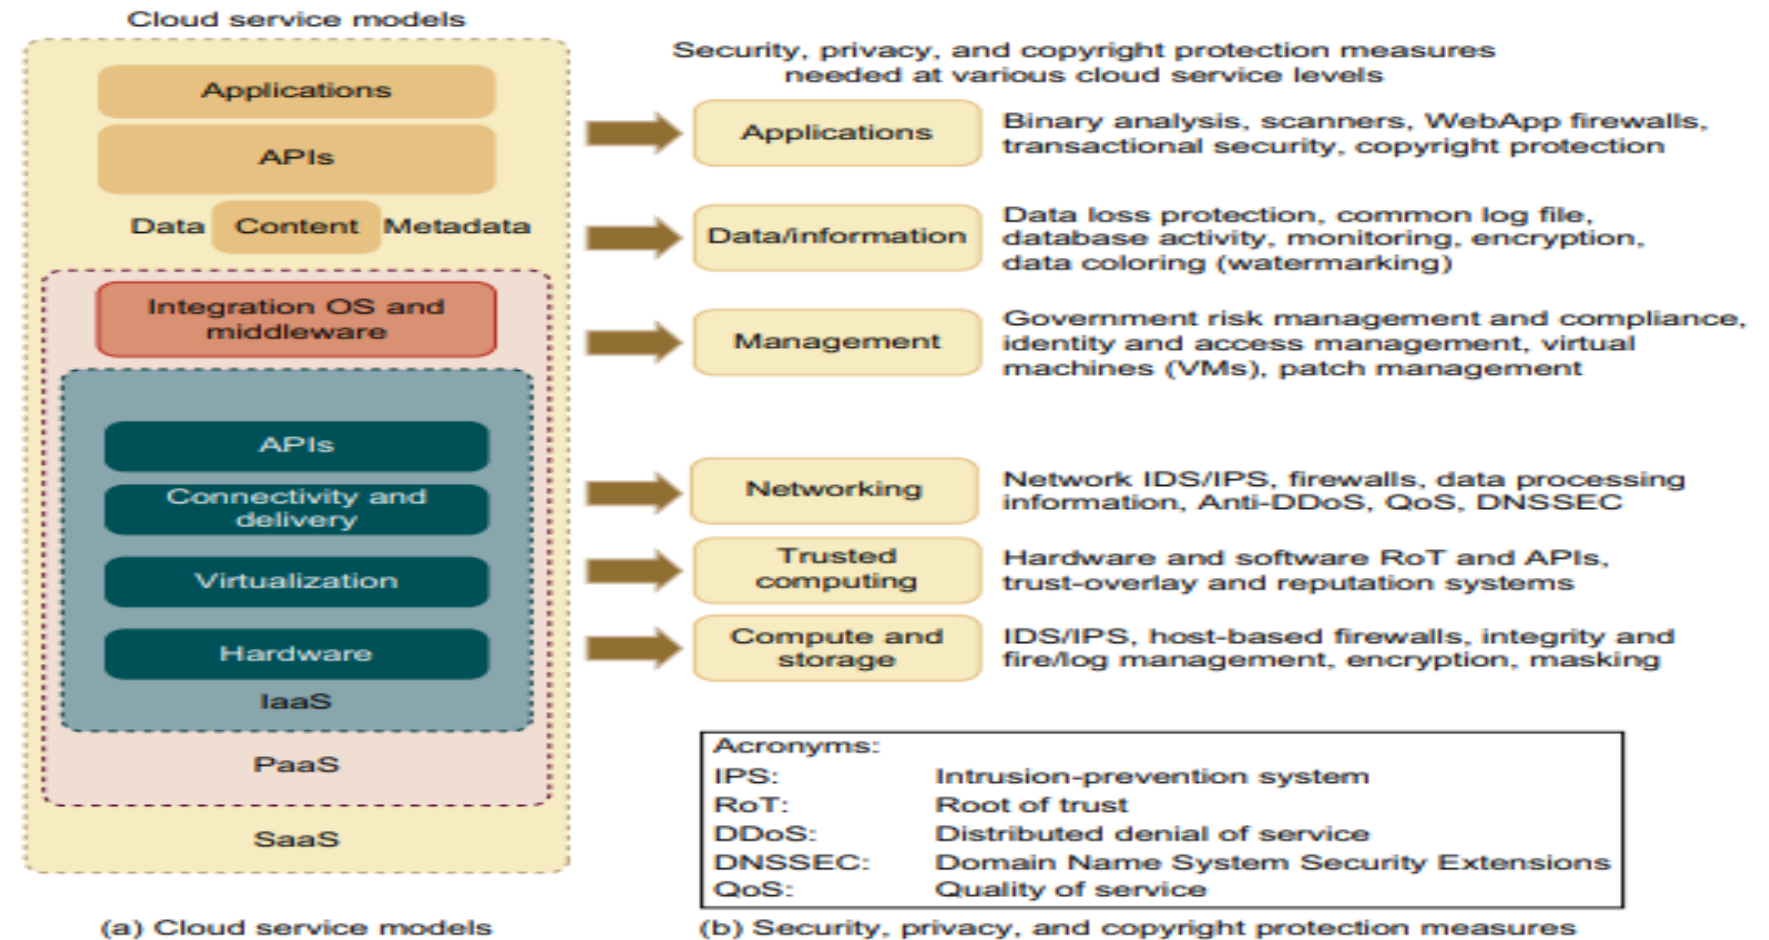 Cloud service models
Applications
APIs
Data Content Metadata
Integration OS and
middleware
APIs
Connectivity and
delivery
Virtualization
Hardware
IaaS
PaaS
SaaS
(a) Cloud service models
Security, privacy, and copyright protection measures
needed at various cloud service levels
Applications
Binary analysis, scanners, WebApp firewalls,
transactional security, copyright protection
Data/information
Data loss protection, common log file,
database activity, monitoring, encryption,
data coloring (watermarking)
Management
Government risk management and compliance,
identity and access management, virtual
machines (VMs), patch management
Networking
Network IDS/IPS, firewalls, data processing
information, Anti-DDoS, QoS, DNSSEC
Trusted
computing
Hardware and software RoT and APIs,
trust-overlay and reputation systems
Compute and
storage
IDS/IPS, host-based firewalls, integrity and
fire/log management, encryption, masking
Acronyms:
IPS: Intrusion-prevention system
RoT: Root of trust
DDoS: Distributed denial of service
DNSSEC: Domain Name System Security Extensions
QoS: Quality of service
(b) Security, privacy, and copyright protection measures